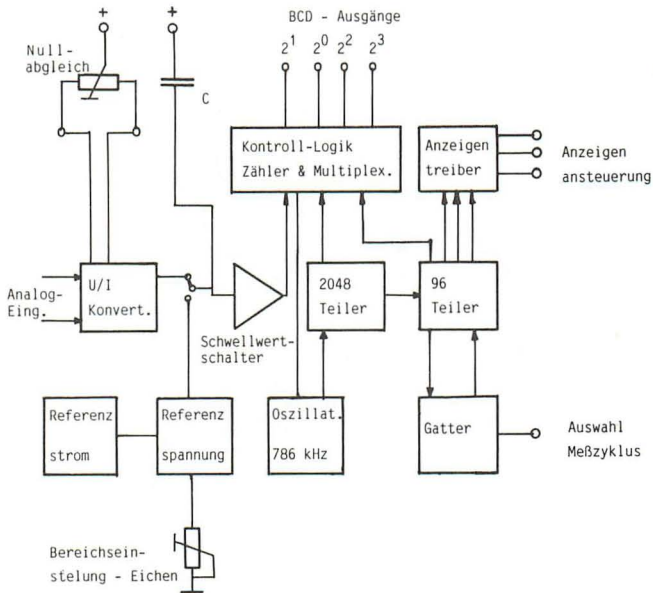 BCD - Ausgänge
2¹ 2⁰ 2² 2³
+
+
Null-
abgleich
C
Kontroll-Logik
Zähler & Multiplex.
Anzeigen
treiber
Anzeigen
ansteuerung
Analog-
Eing.
U/I
Konvert.
Schwellwert-
schalter
2048
Teiler
96
Teiler
Referenz
strom
Referenz
spannung
Oszillat.
786 kHz
Gatter
Auswahl
Meßzyklus
Bereichsein-
stelung - Eichen